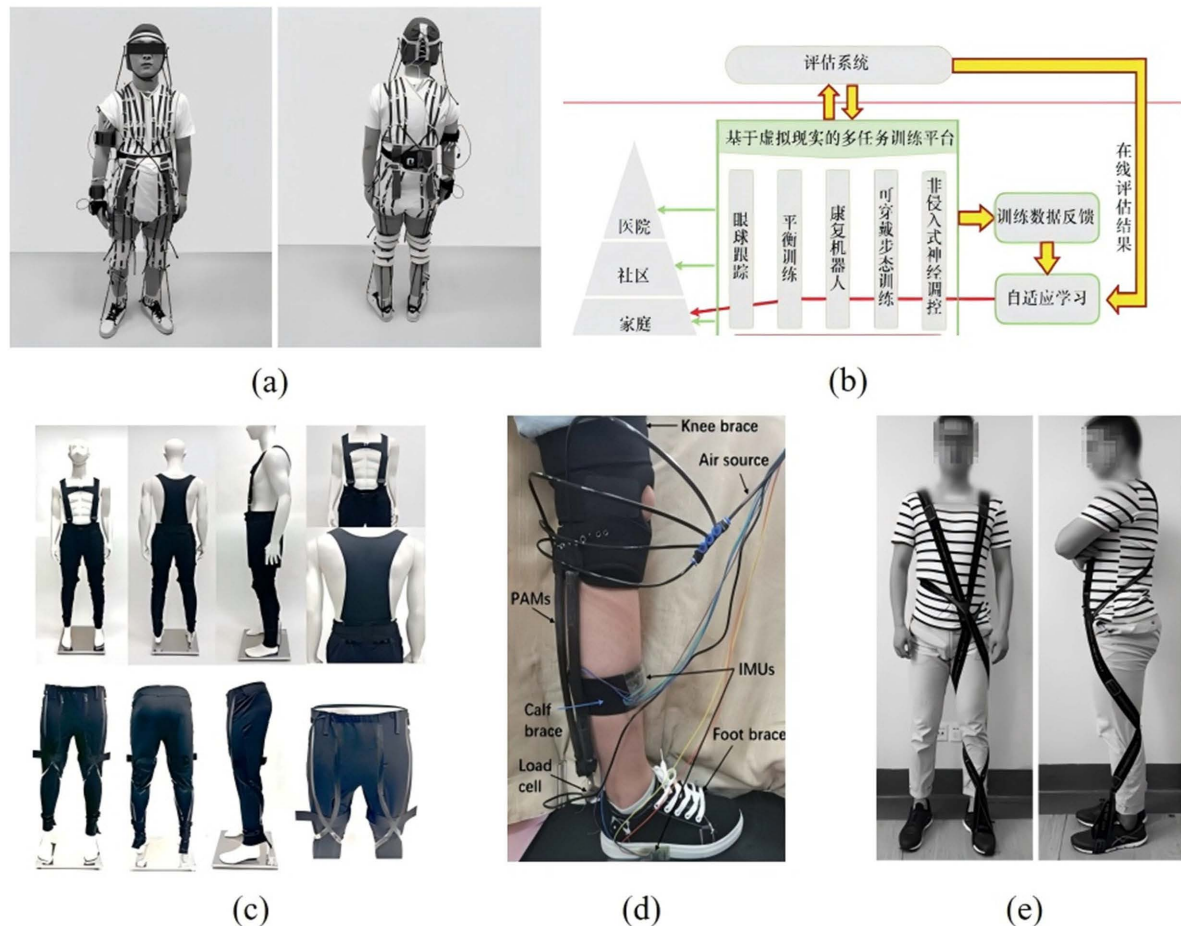 评估系统
基于虚拟现实的多任务训练平台
医院
社区
家庭
眼球跟踪
平衡训练
康复机器人
可穿戴步态训练
非侵入式神经调控
训练数据反馈
自适应学习
在线评估结果
(a)
(b)
Knee brace
Air source
PAMs
IMUs
Calf
brace
Foot brace
Load
cell
(c)
(d)
(e)